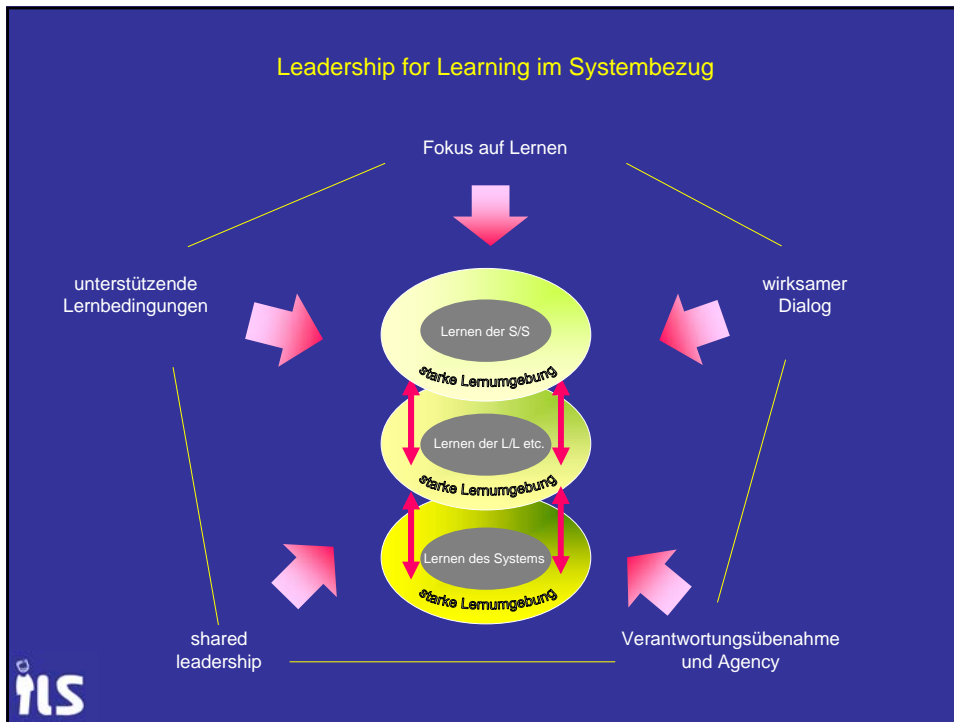 Leadership for Learning im Systembezug
Fokus auf Lernen
unterstützende
Lernbedingungen
wirksamer
Dialog
Lernen der S/S
starke Lernumgebung
Lernen der L/L etc.
starke Lernumgebung
Lernen des Systems
starke Lernumgebung
shared
leadership
Verantwortungsübenahme
und Agency
ILS